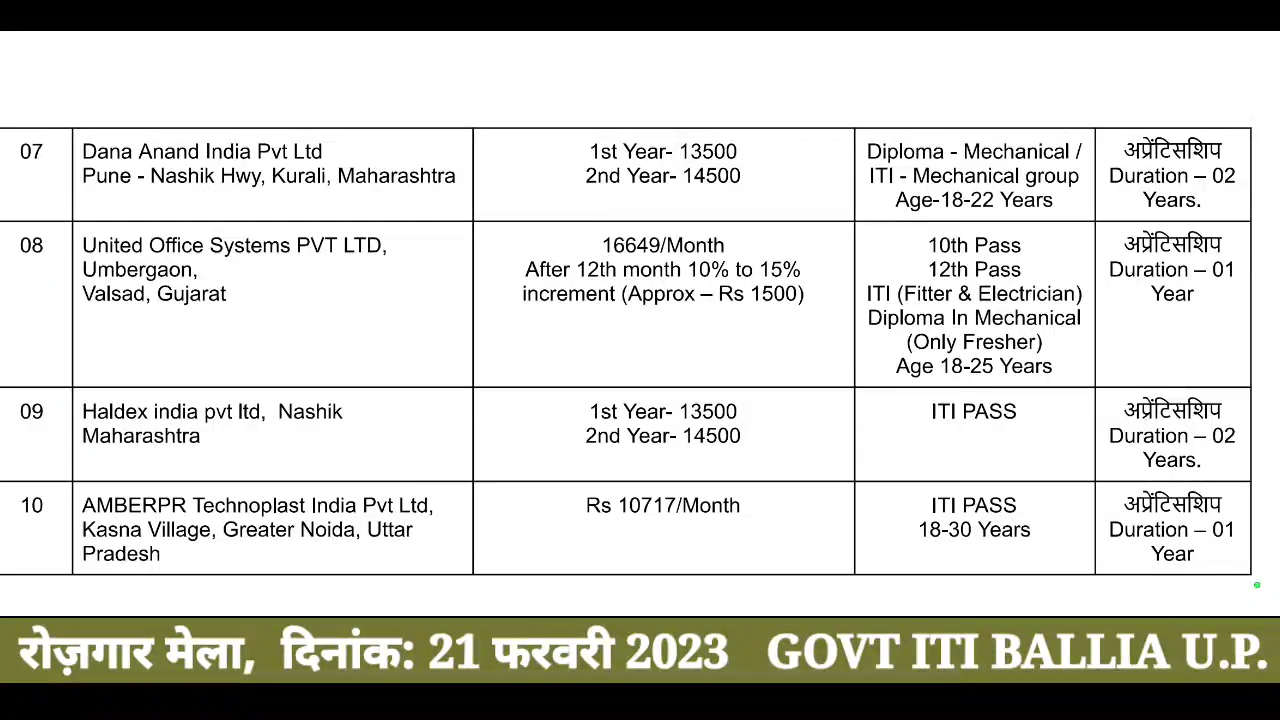 07
Dana Anand India Pvt Ltd
Pune - Nashik Hwy, Kurali, Maharashtra
1st Year- 13500
2nd Year- 14500
Diploma - Mechanical /
ITI - Mechanical group
Age-18-22 Years
अप्रेंटिसशिप
Duration – 02
Years.
08
United Office Systems PVT LTD,
Umbergaon,
Valsad, Gujarat
16649/Month
After 12th month 10% to 15%
increment (Approx – Rs 1500)
10th Pass
12th Pass
ITI (Fitter & Electrician)
Diploma In Mechanical
(Only Fresher)
Age 18-25 Years
अप्रेंटिसशिप
Duration – 01
Year
09
Haldex india pvt ltd,  Nashik
Maharashtra
1st Year- 13500
2nd Year- 14500
ITI PASS
अप्रेंटिसशिप
Duration – 02
Years.
10
AMBERPR Technoplast India Pvt Ltd,
Kasna Village, Greater Noida, Uttar
Pradesh
Rs 10717/Month
ITI PASS
18-30 Years
अप्रेंटिसशिप
Duration – 01
Year
रोज़गार मेला,  दिनांक: 21 फरवरी 2023   GOVT ITI BALLIA U.P.